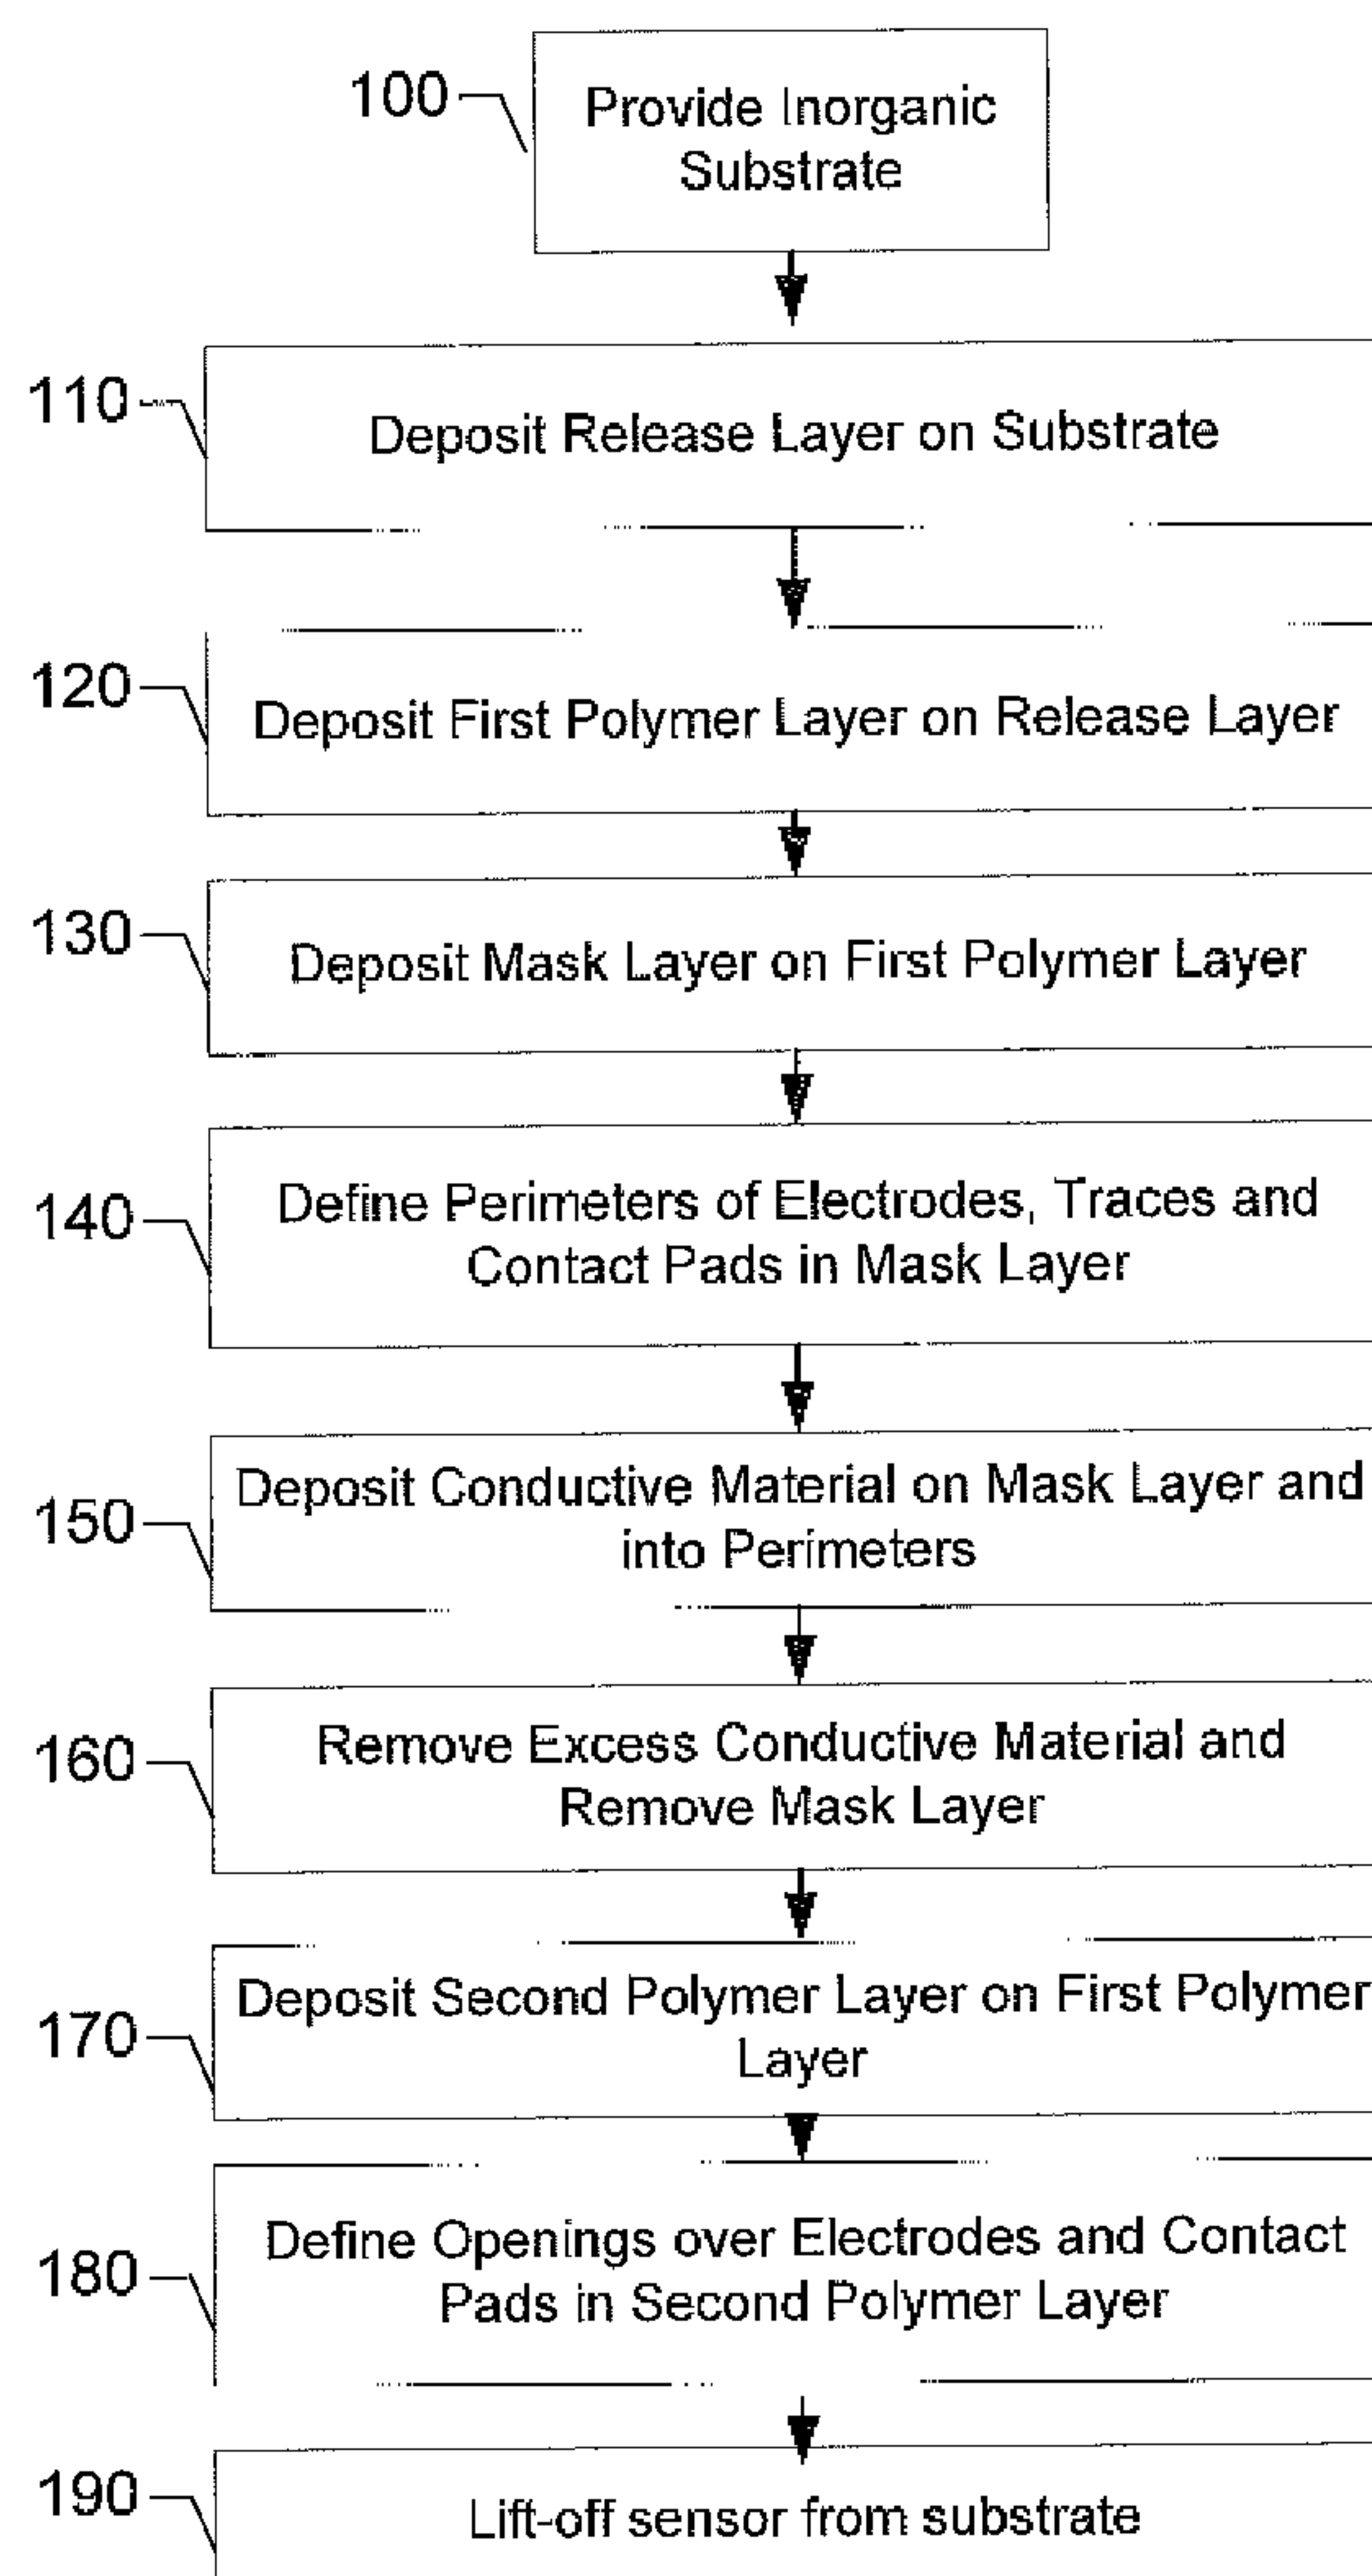 100
Provide Inorganic
Substrate
110
Deposit Release Layer on Substrate
120
Deposit First Polymer Layer on Release Layer
130
Deposit Mask Layer on First Polymer Layer
140
Define Perimeters of Electrodes, Traces and
Contact Pads in Mask Layer
150
Deposit Conductive Material on Mask Layer and
into Perimeters
160
Remove Excess Conductive Material and
Remove Mask Layer
170
Deposit Second Polymer Layer on First Polymer
Layer
180
Define Openings over Electrodes and Contact
Pads in Second Polymer Layer
190
Lift-off sensor from substrate